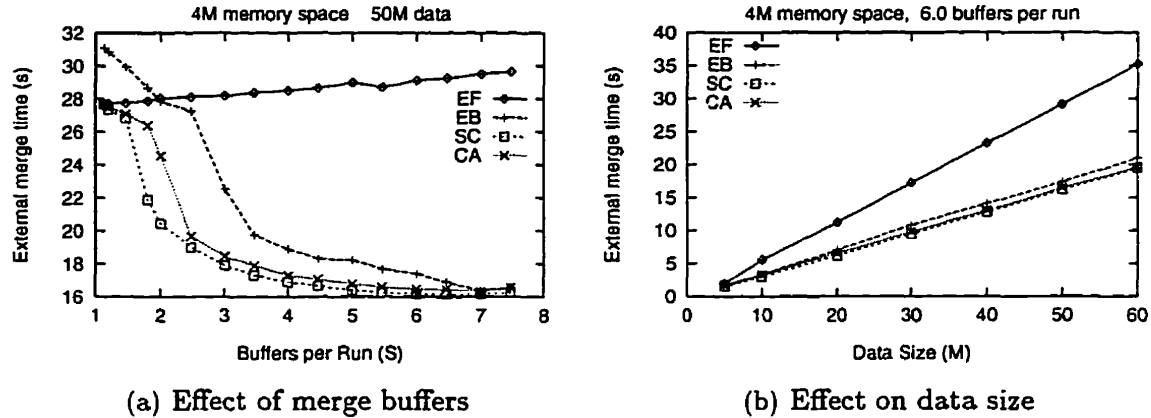 4M memory space 50M data
External merge time (s)
32
30
28
26
24
22
20
18
16
EF
EB
SC
CA
1 2 3 4 5 6 7 8
Buffers per Run (S)
(a) Effect of merge buffers
4M memory space, 6.0 buffers per run
External merge time (s)
40
35
30
25
20
15
10
5
0
EF
EB
SC
CA
0 10 20 30 40 50 60
Data Size (M)
(b) Effect on data size